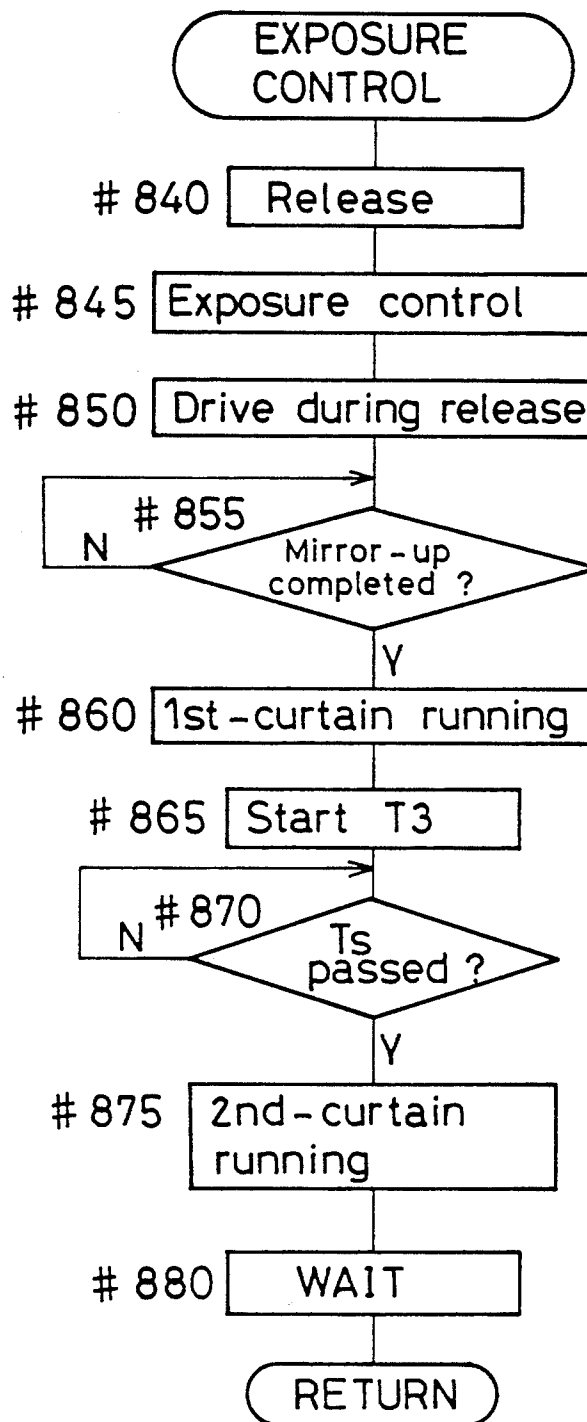 EXPOSURE
CONTROL
# 840 Release
# 845 Exposure control
# 850 Drive during release
# 855
N
Mirror-up
completed ?
Y
# 860 1st-curtain running
# 865 Start T3
# 870
N
Ts
passed ?
Y
# 875 2nd-curtain
running
# 880 WAIT
RETURN